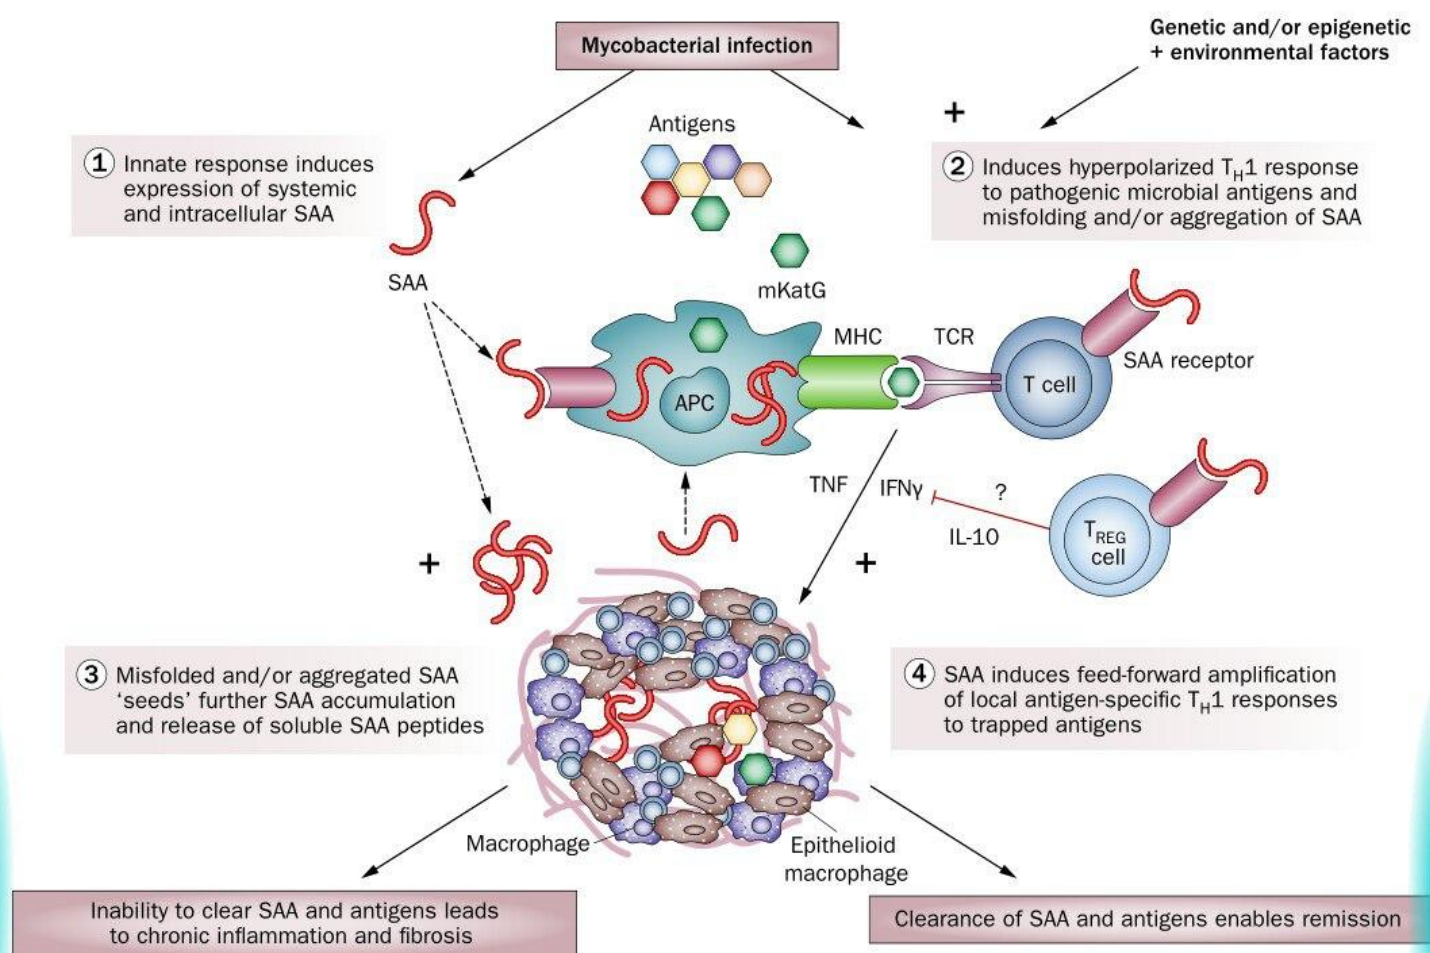 Mycobacterial infection
Genetic and/or epigenetic
+ environmental factors
+
Antigens
1 Innate response induces
expression of systemic
and intracellular SAA
2 Induces hyperpolarized TH1 response
to pathogenic microbial antigens and
misfolding and/or aggregation of SAA
SAA
mKatG
MHC
TCR
SAA receptor
APC
T cell
TNF
IFNγ
?
IL-10
TREG
cell
+
+
3 Misfolded and/or aggregated SAA
‘seeds’ further SAA accumulation
and release of soluble SAA peptides
4 SAA induces feed-forward amplification
of local antigen-specific TH1 responses
to trapped antigens
Macrophage
Epithelioid
macrophage
Inability to clear SAA and antigens leads
to chronic inflammation and fibrosis
Clearance of SAA and antigens enables remission